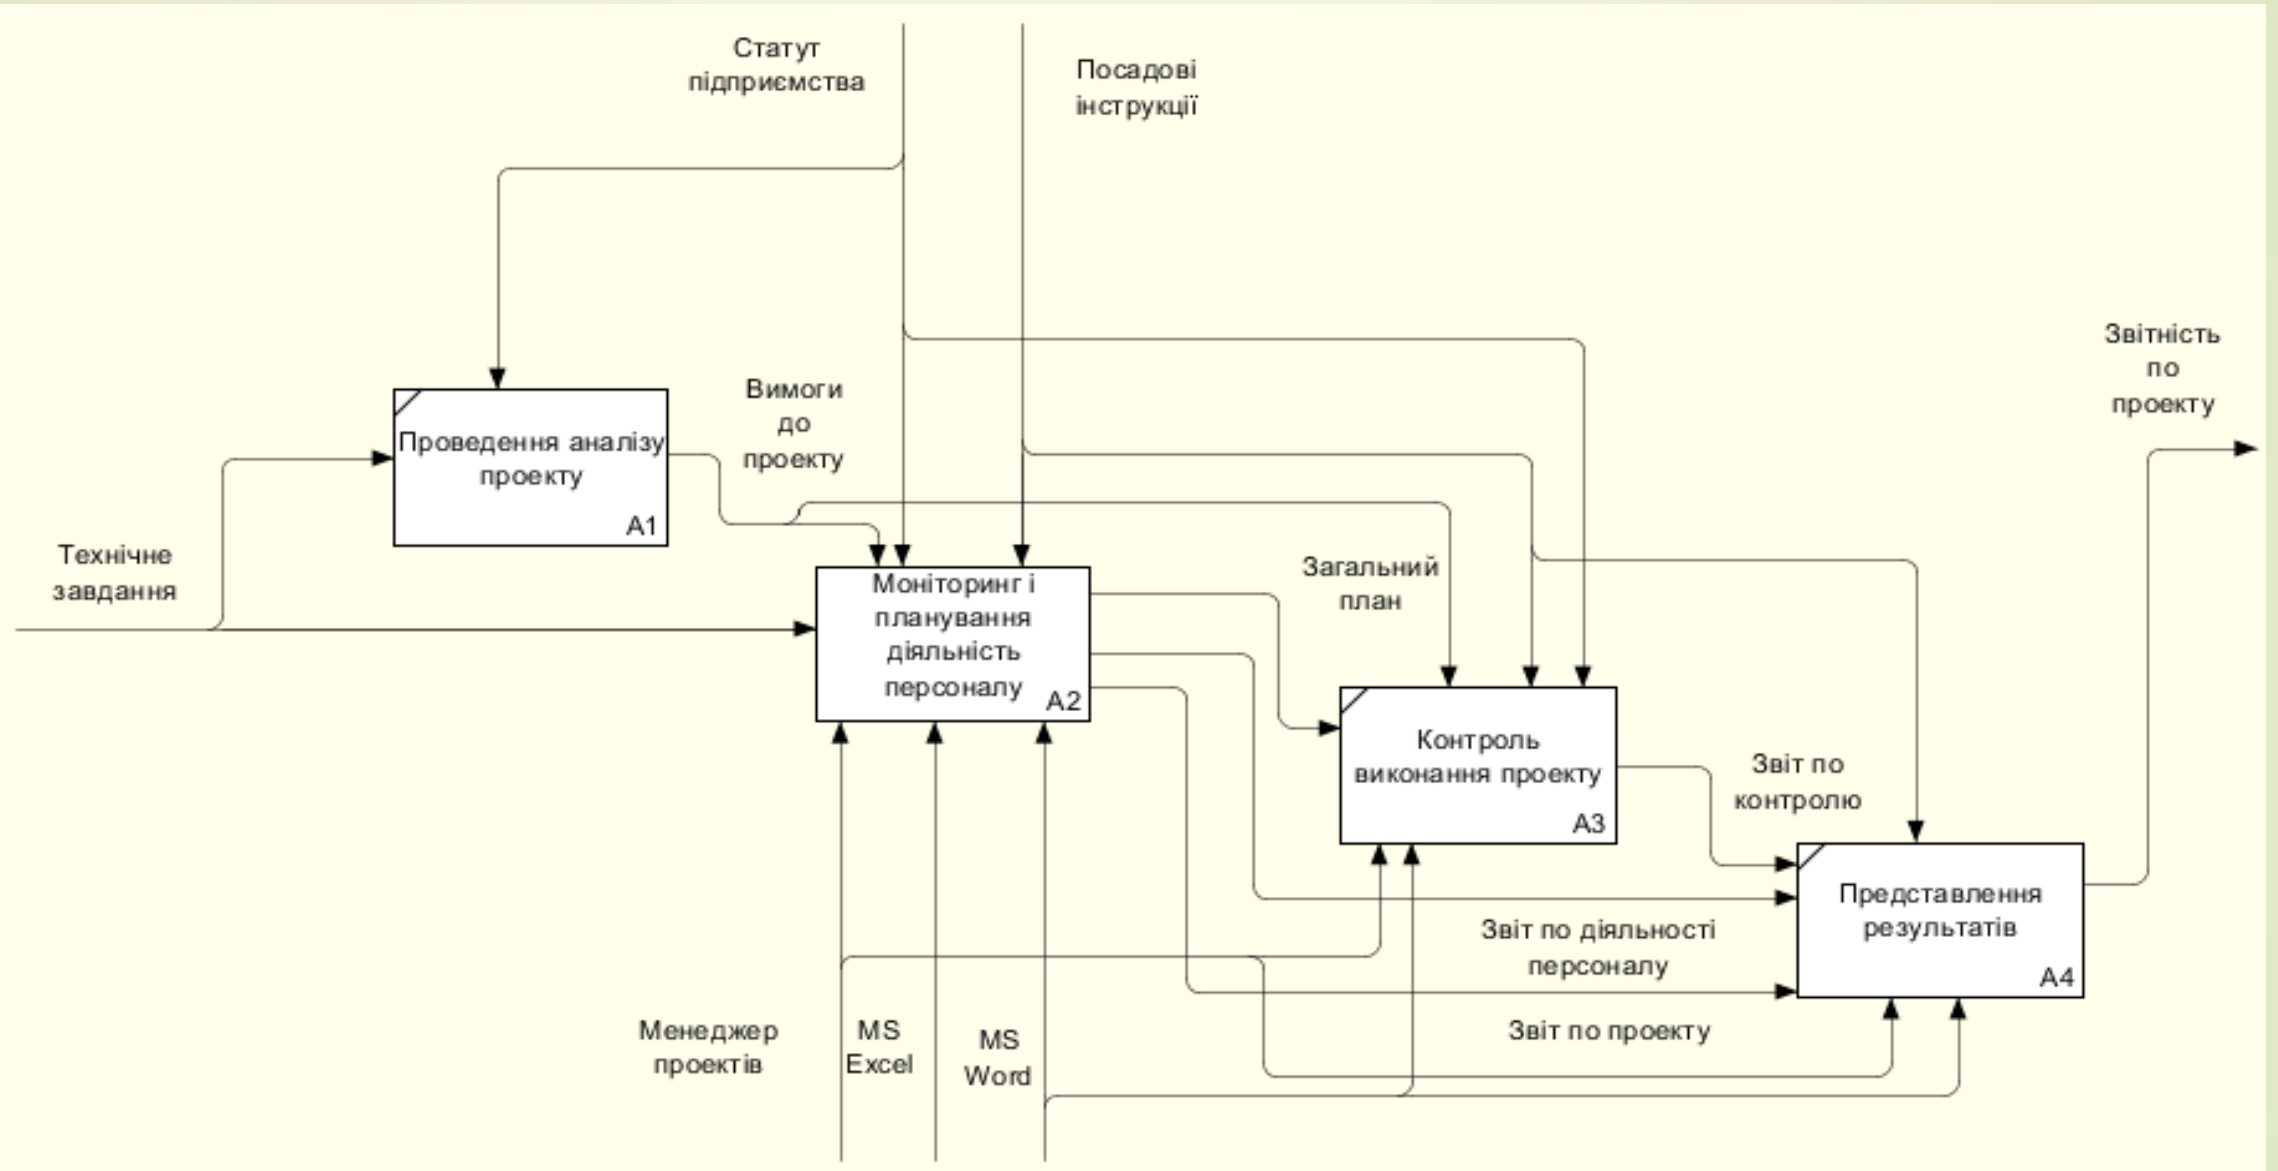 Статут
підприємства
Посадові
інструкції
Звітність
по
проекту
Вимоги
до
проекту
Проведення аналізу
проекту
А1
Технічне
завдання
Загальний
план
Моніторинг і
планування
діяльність
персоналу
А2
Контроль
виконання проекту
А3
Звіт по
контролю
Представлення
результатів
А4
Звіт по діяльності
персоналу
Звіт по проекту
Менеджер
проектів
MS
Excel
MS
Word